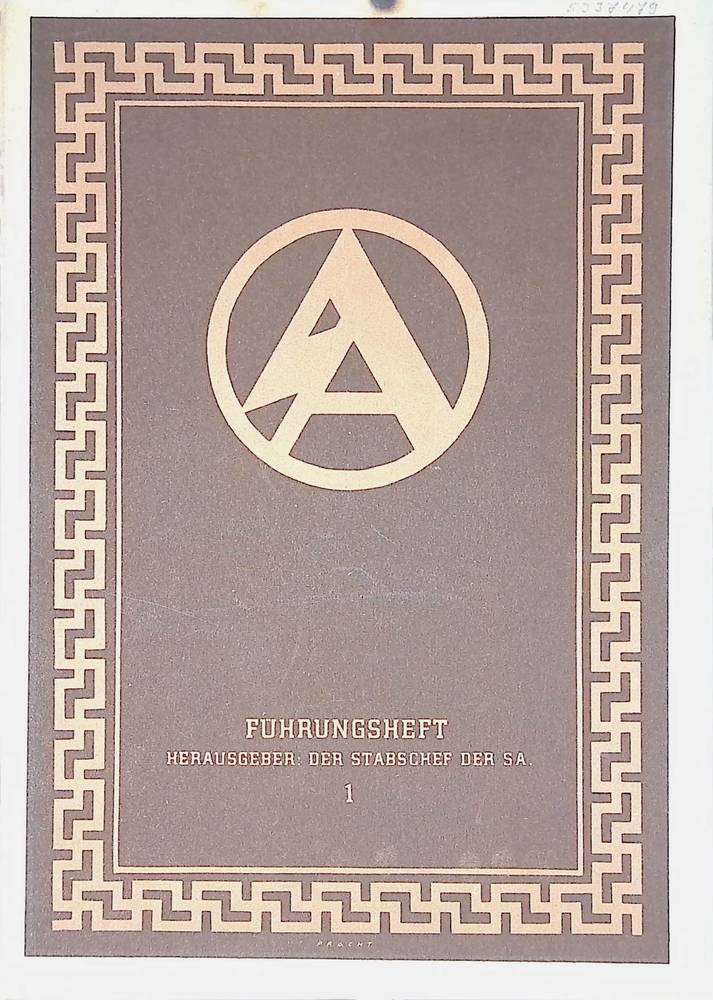 FÜHRUNGSHEFT
HERAUSGEBER: DER STABSCHEF DER SA.
1
PRACHT